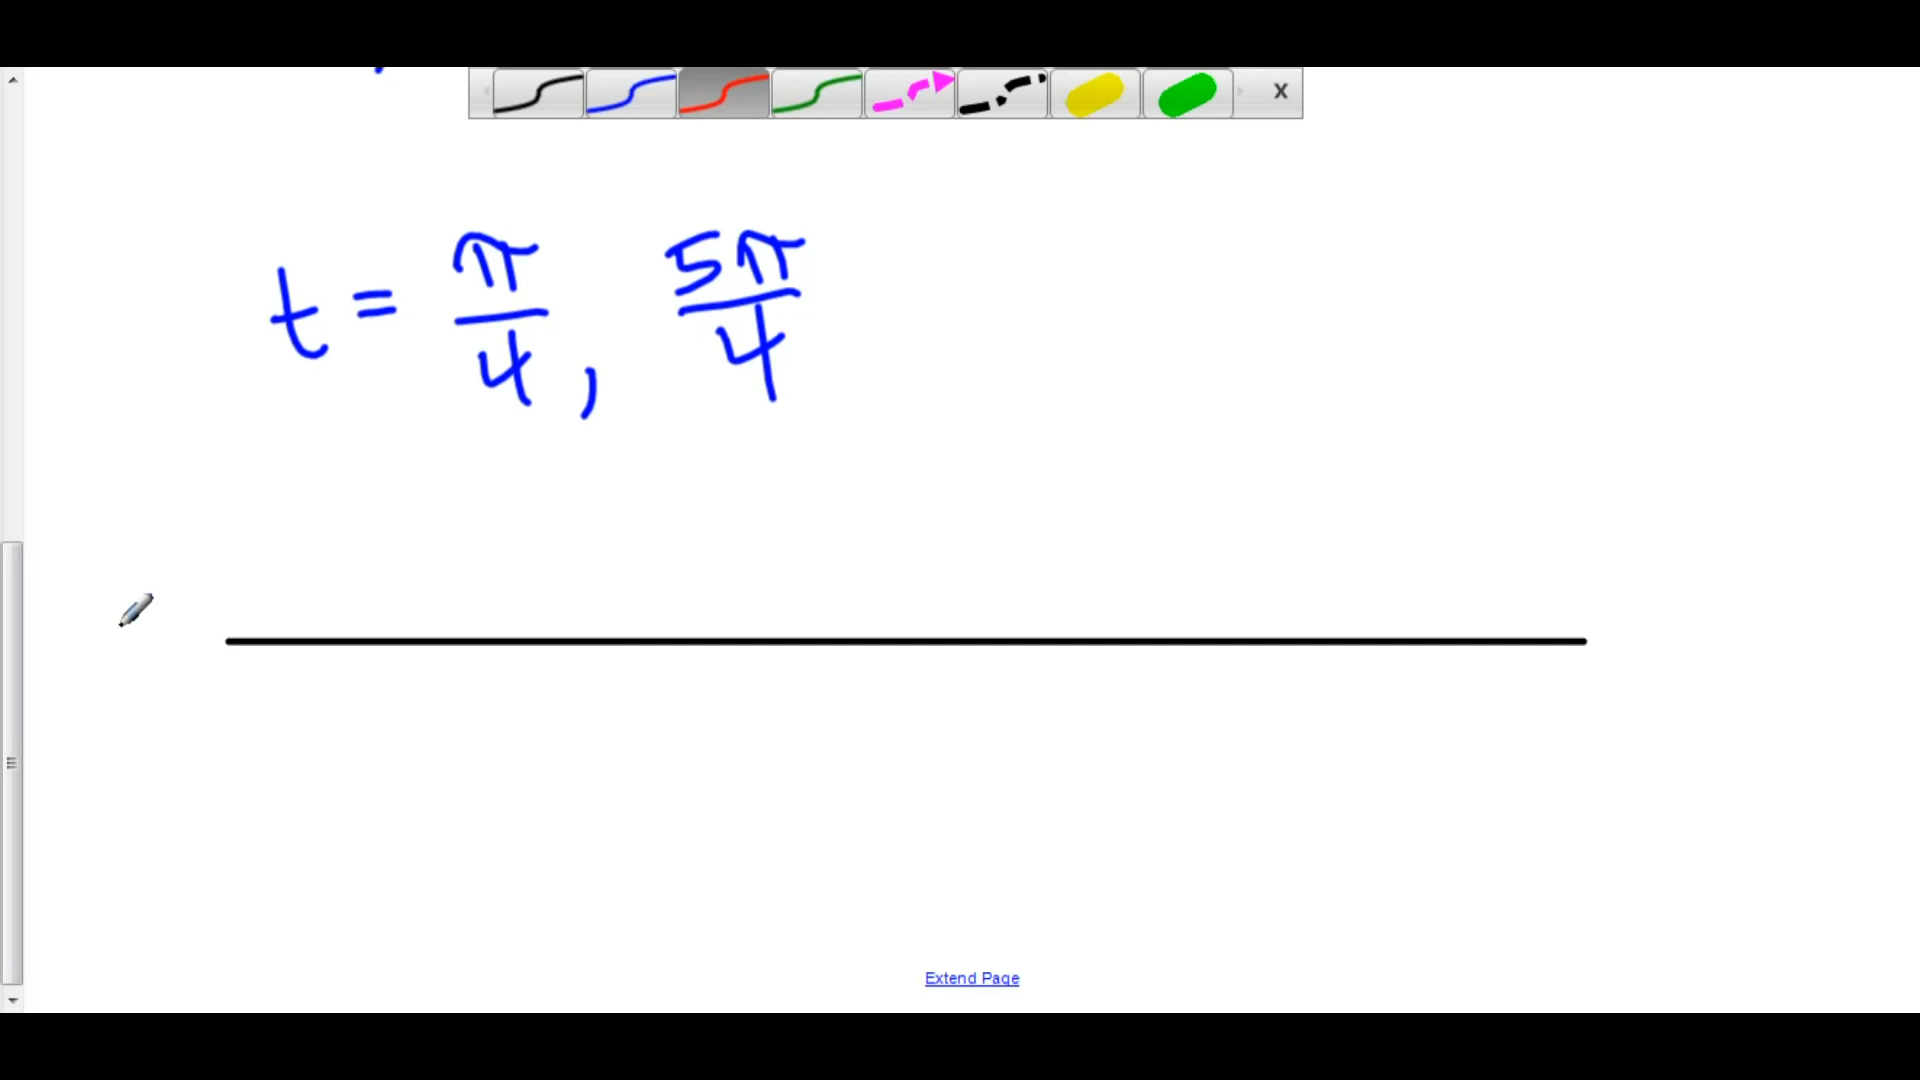 x
t = π/4, 5π/4
Extend Page